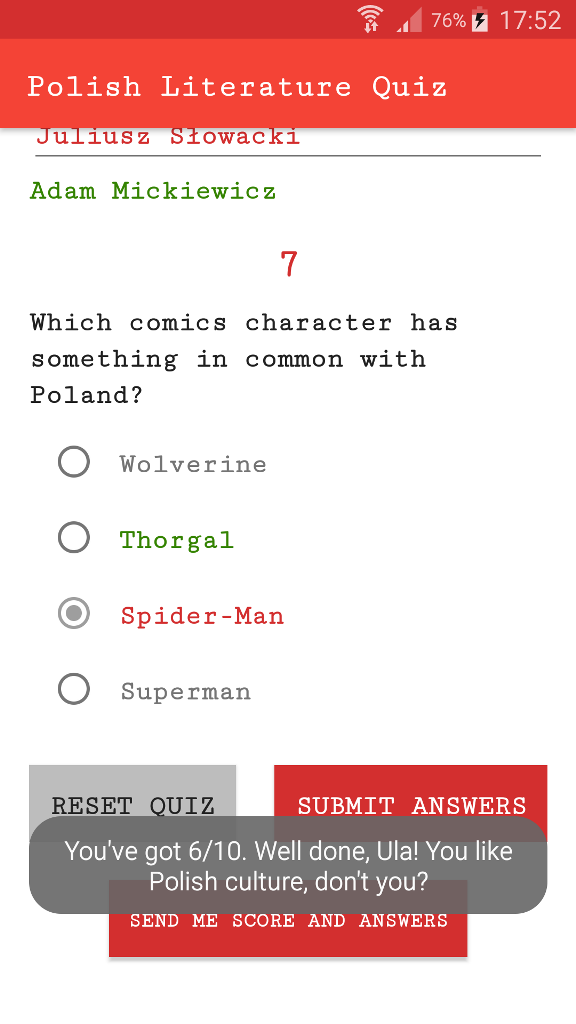 76% 17:52
Polish Literature Quiz
Juliusz Słowacki
Adam Mickiewicz
7
Which comics character has
something in common with
Poland?
Wolverine
Thorgal
Spider-Man
Superman
RESET QUIZ SUBMIT ANSWERS
You've got 6/10. Well done, Ula! You like
Polish culture, don't you?
SEND ME SCORE AND ANSWERS